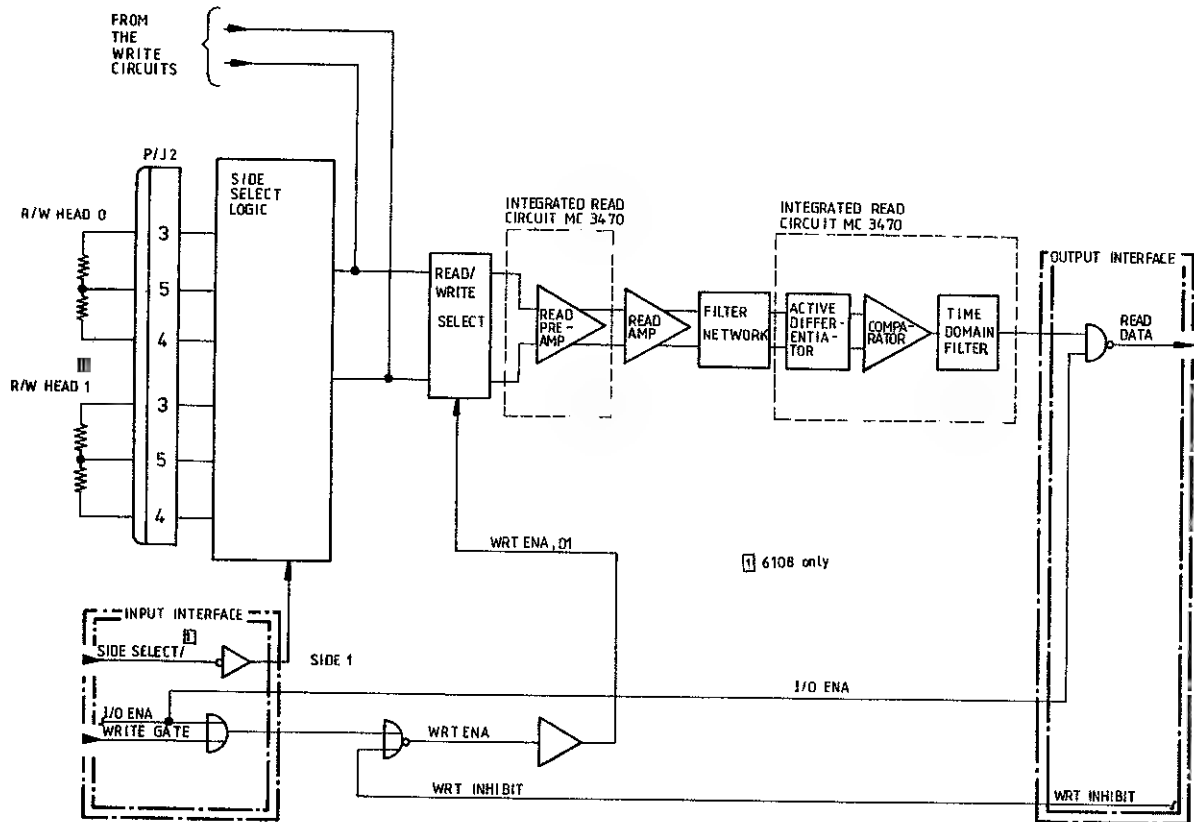 FROM
THE
WRITE
CIRCUITS
P/J2
SIDE
SELECT
LOGIC
R/W HEAD 0
3
5
4
R/W HEAD 1
3
5
4
READ/
WRITE
SELECT
INTEGRATED READ
CIRCUIT MC 3470
READ
PRE-
AMP
READ
AMP
FILTER
NETWORK
INTEGRATED READ
CIRCUIT MC 3470
ACTIVE
DIFFER-
ENTIA-
TOR
COMPA-
RATOR
TIME
DOMAIN
FILTER
OUTPUT INTERFACE
READ
DATA
WRT ENA, D1
1 6108 only
INPUT INTERFACE
1
SIDE SELECT/
SIDE 1
I/O ENA
WRITE GATE
I/O ENA
WRT ENA
WRT INHIBIT
WRT INHIBIT